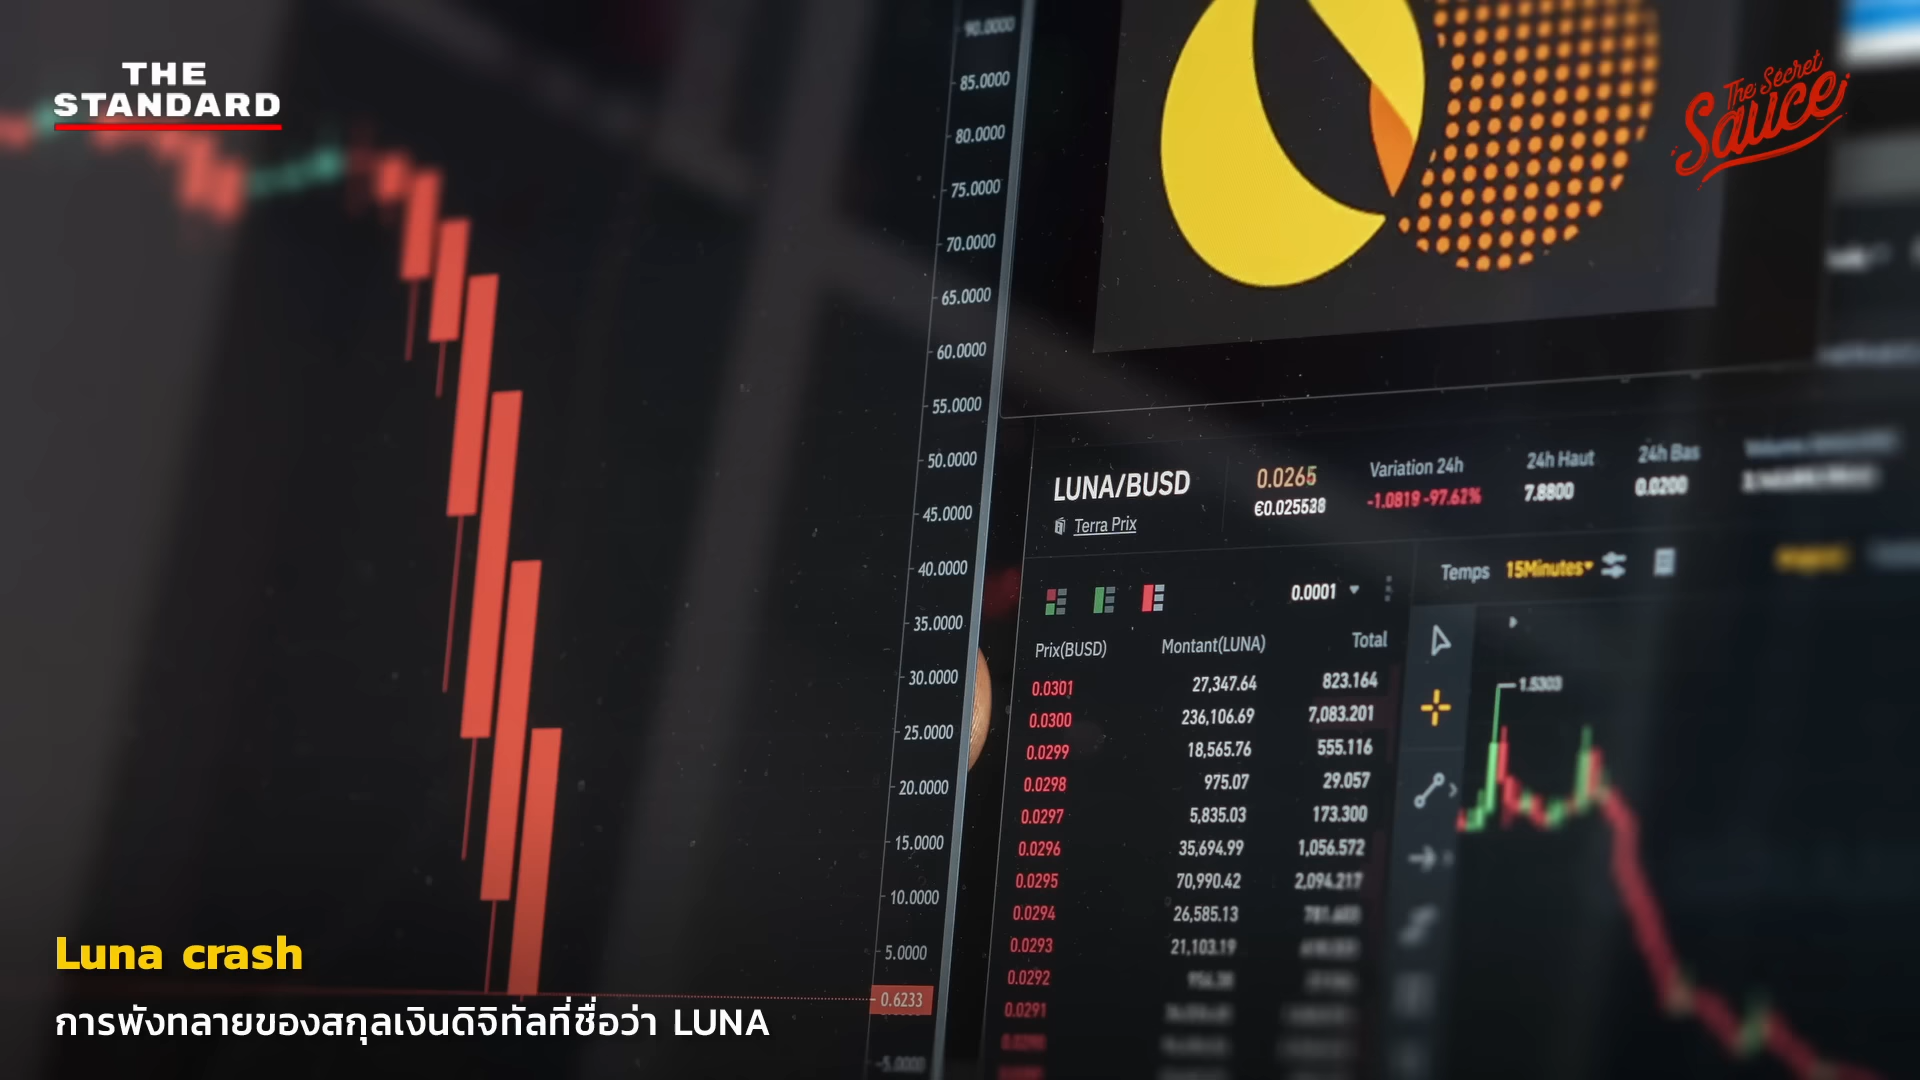 THE
STANDARD
The Secret
Sauce
90.0000
85.0000
80.0000
75.0000
70.0000
65.0000
60.0000
55.0000
50.0000
45.0000
40.0000
35.0000
30.0000
25.0000
20.0000
15.0000
10.0000
5.0000
0.6233
-5.0000
LUNA/BUSD
Terra Prix
0.0265
Variation 24h
-1.0819 -97.62%
24h Haut
7.8800
24h Bas
0.0200
0.0001
Temps 15Minutes
1.5303
Prix(BUSD) Montant(LUNA) Total
0.0301 27,347.64 823.164
0.0300 236,106.69 7,083.201
0.0299 18,565.76 555.116
0.0298 975.07 29.057
0.0297 5,835.03 173.300
0.0296 35,694.99 1,056.572
0.0295 70,990.42 2,094.217
0.0294 26,585.13
0.0293 21,103.19
0.0292
0.0291
Luna crash
การพังทลายของสกุลเงินดิจิทัลที่ชื่อว่า LUNA